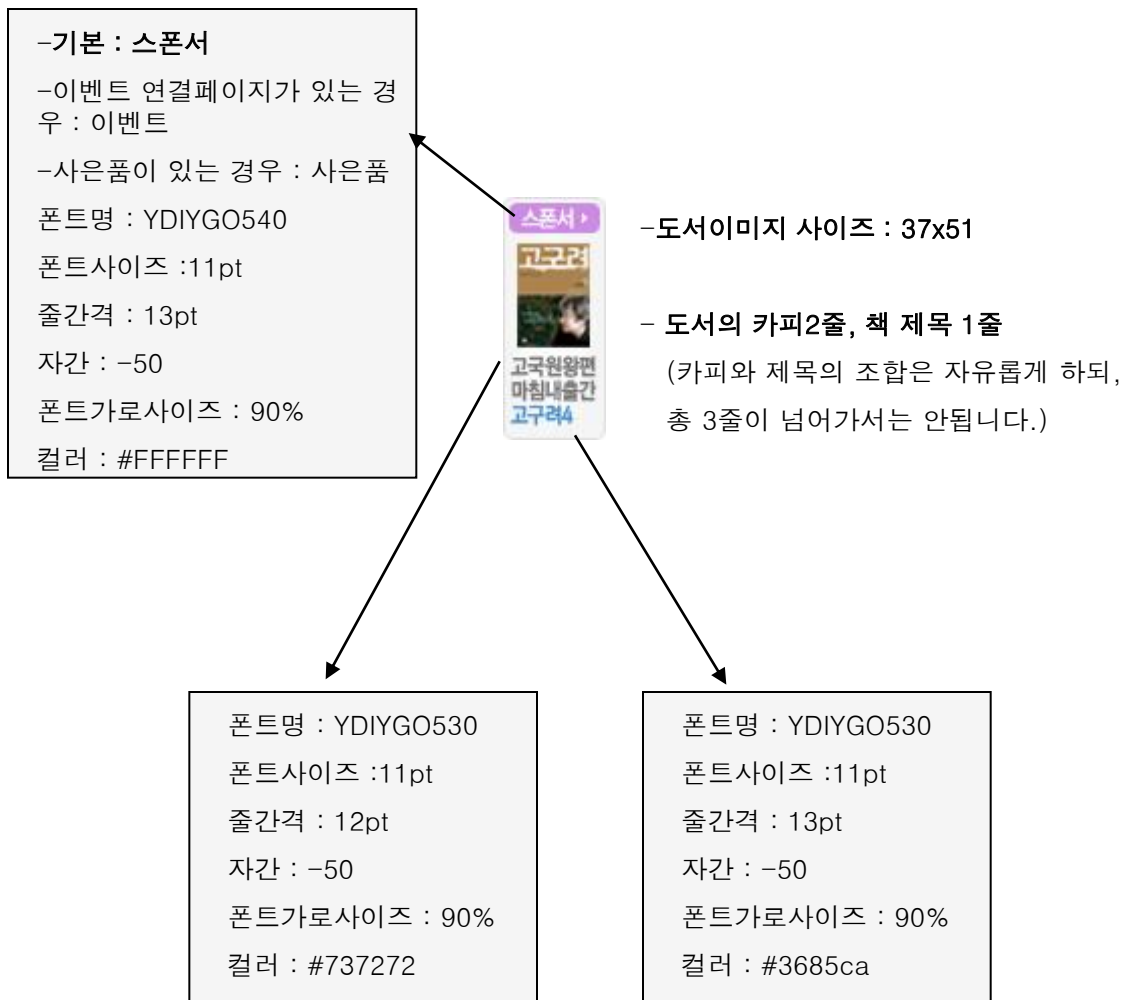 -기본 : 스폰서
-이벤트 연결페이지가 있는 경
우 : 이벤트
-사은품이 있는 경우 : 사은품
폰트명 : YDIYGO540
폰트사이즈 :11pt
줄간격 : 13pt
자간 : -50
폰트가로사이즈 : 90%
컬러 : #FFFFFF
스폰서
고구려
고국원왕편
마침내출간
고구려4
-도서이미지 사이즈 : 37x51
- 도서의 카피2줄, 책 제목 1줄
(카피와 제목의 조합은 자유롭게 하되,
총 3줄이 넘어가서는 안됩니다.)
폰트명 : YDIYGO530
폰트사이즈 :11pt
줄간격 : 12pt
자간 : -50
폰트가로사이즈 : 90%
컬러 : #737272
폰트명 : YDIYGO530
폰트사이즈 :11pt
줄간격 : 13pt
자간 : -50
폰트가로사이즈 : 90%
컬러 : #3685ca